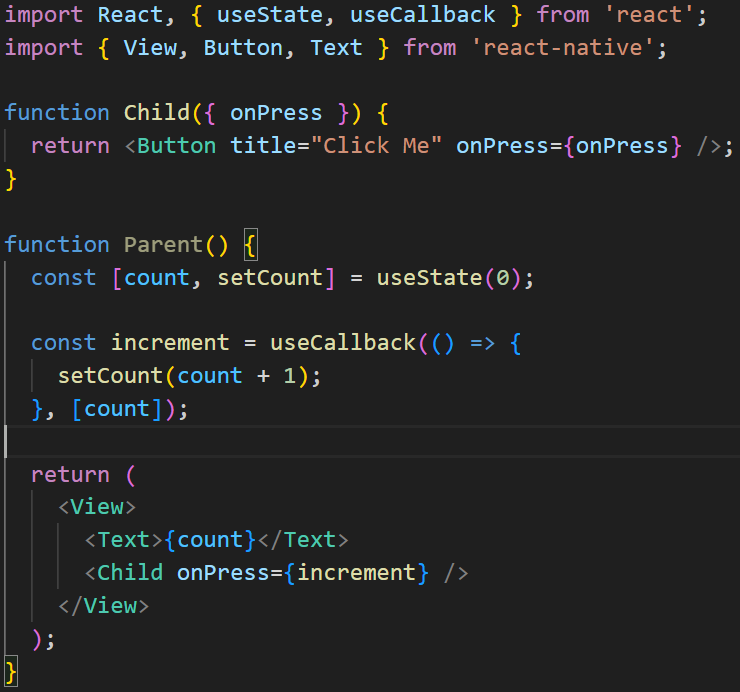 import React, { useState, useCallback } from 'react';
import { View, Button, Text } from 'react-native';

function Child({ onPress }) {
  return <Button title="Click Me" onPress={onPress} />;
}

function Parent() {
  const [count, setCount] = useState(0);

  const increment = useCallback(() => {
    setCount(count + 1);
  }, [count]);

  return (
    <View>
      <Text>{count}</Text>
      <Child onPress={increment} />
    </View>
  );
}